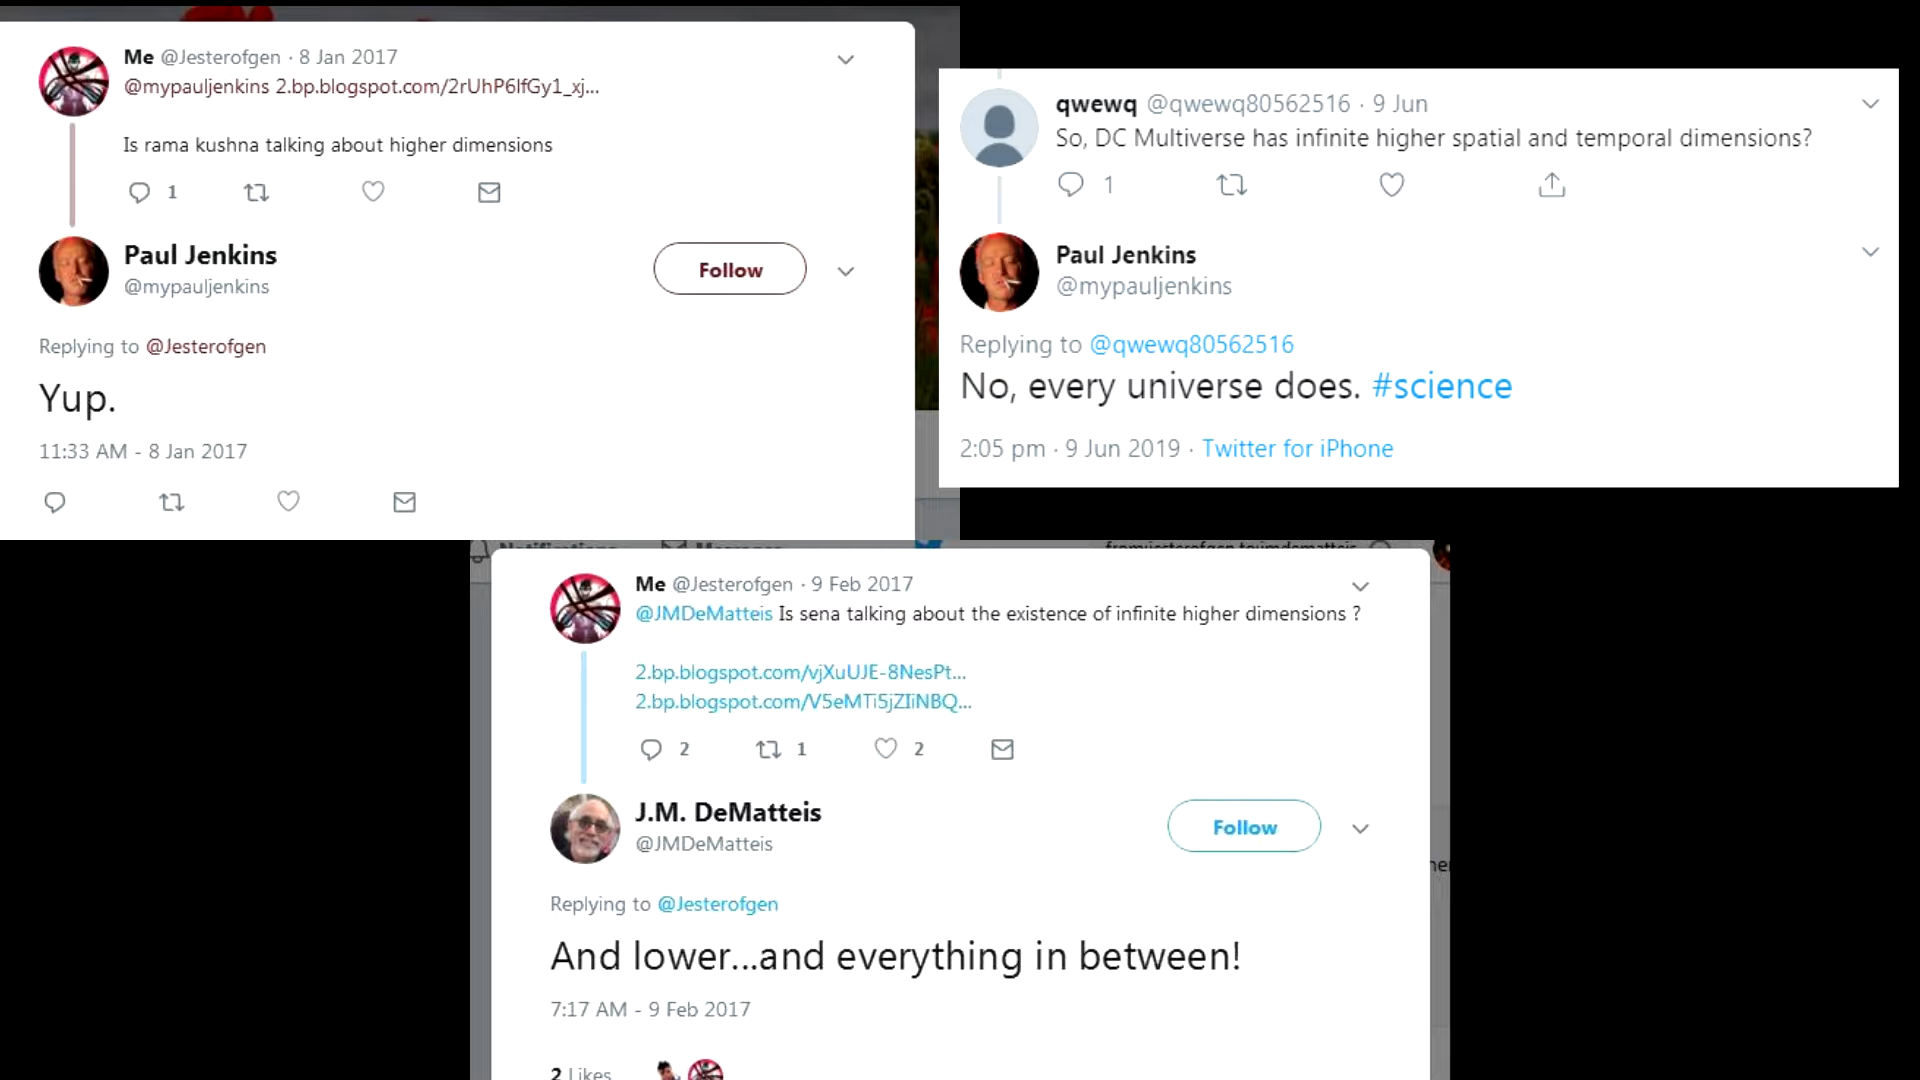 Me @Jesterofgen · 8 Jan 2017
@mypauljenkins 2.bp.blogspot.com/2rUhP6lfGy1_xj...
Is rama kushna talking about higher dimensions
1
Paul Jenkins
@mypauljenkins
Follow
Replying to @Jesterofgen
Yup.
11:33 AM - 8 Jan 2017
qwewq @qwewq80562516 · 9 Jun
So, DC Multiverse has infinite higher spatial and temporal dimensions?
1
Paul Jenkins
@mypauljenkins
Replying to @qwewq80562516
No, every universe does. #science
2:05 pm · 9 Jun 2019 · Twitter for iPhone
Notifications Messages from:jesterofgen to:jmdematteis
Me @Jesterofgen · 9 Feb 2017
@JMDeMatteis Is sena talking about the existence of infinite higher dimensions ?
2.bp.blogspot.com/vjXuUJE-8NesPt...
2.bp.blogspot.com/V5eMTi5jZIiNBQ...
2 1 2
J.M. DeMatteis
@JMDeMatteis
Follow
Replying to @Jesterofgen
And lower...and everything in between!
7:17 AM - 9 Feb 2017
2 Likes